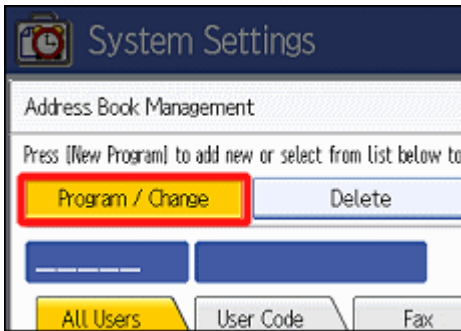 System Settings
Address Book Management
Press [New Program] to add new or select from list below to
Program / Change Delete
_____
All Users User Code Fax